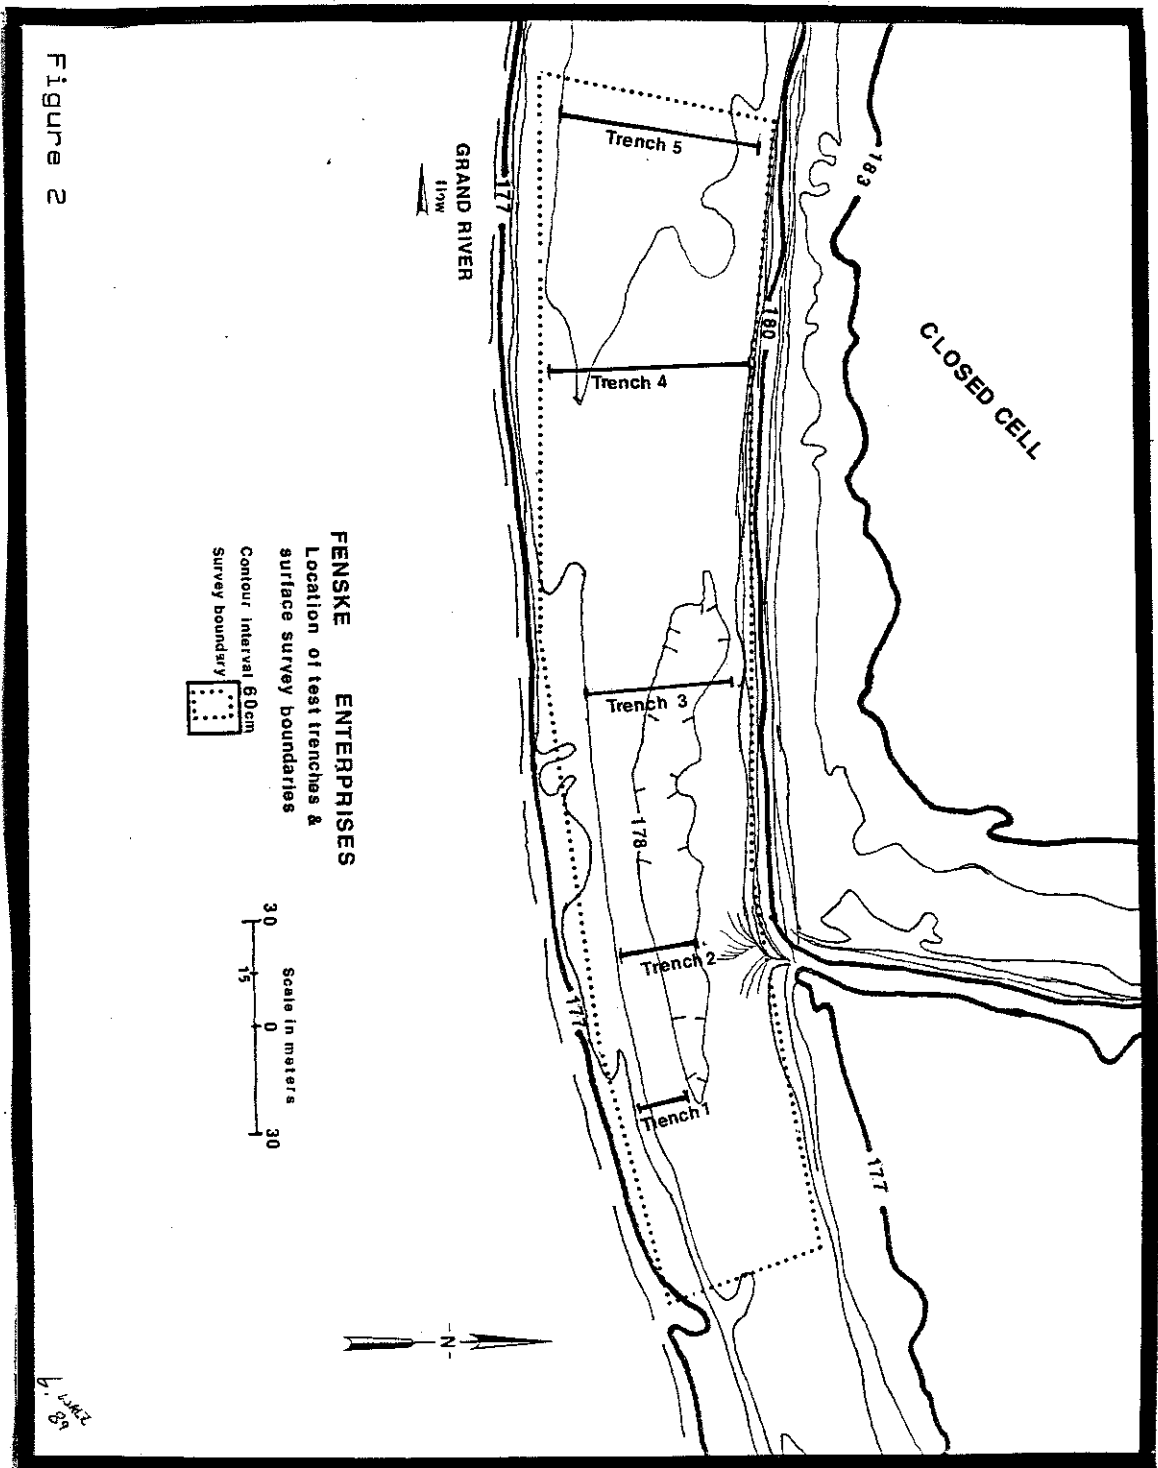 CLOSED CELL
183
180
Trench 5
Trench 4
Trench 3
Trench 2
Trench 1
178
177
177
177
GRAND RIVER
flow
FENSKE ENTERPRISES
Location of test trenches &
surface survey boundaries
Contour interval 60cm
Survey boundary
Scale in meters
30 15 0 30
-N-
Figure 2
89